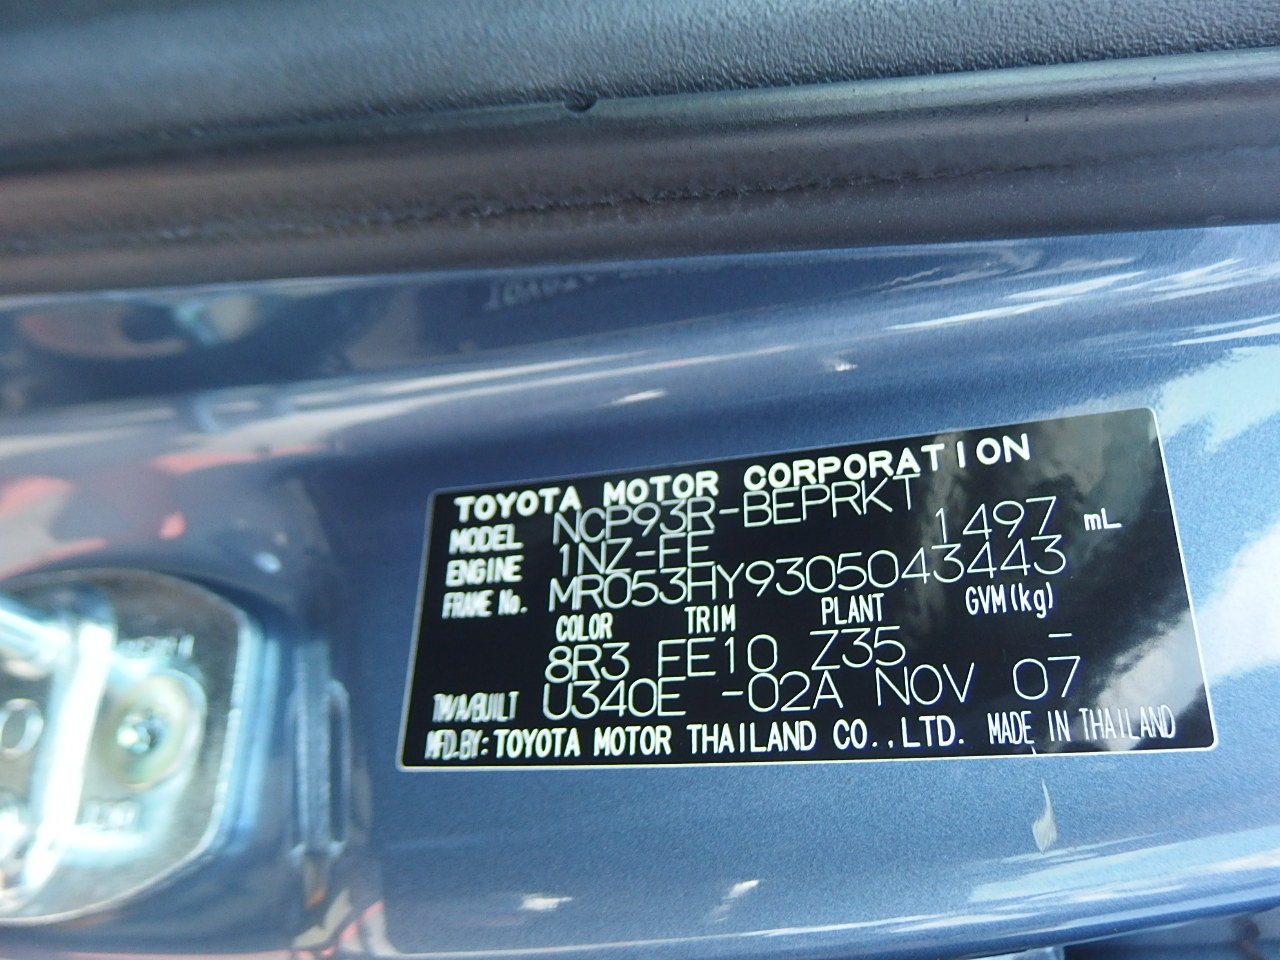 TOYOTA MOTOR CORPORATION
MODEL NCP93R-BEPRKT
ENGINE 1NZ-FE 1497 mL
FRAME No. MR053HY9305043443
COLOR TRIM PLANT GVM(kg)
8R3 FE10 Z35 –
TM/A/BUILT U340E -02A NOV 07
MFD.BY: TOYOTA MOTOR THAILAND CO.,LTD. MADE IN THAILAND